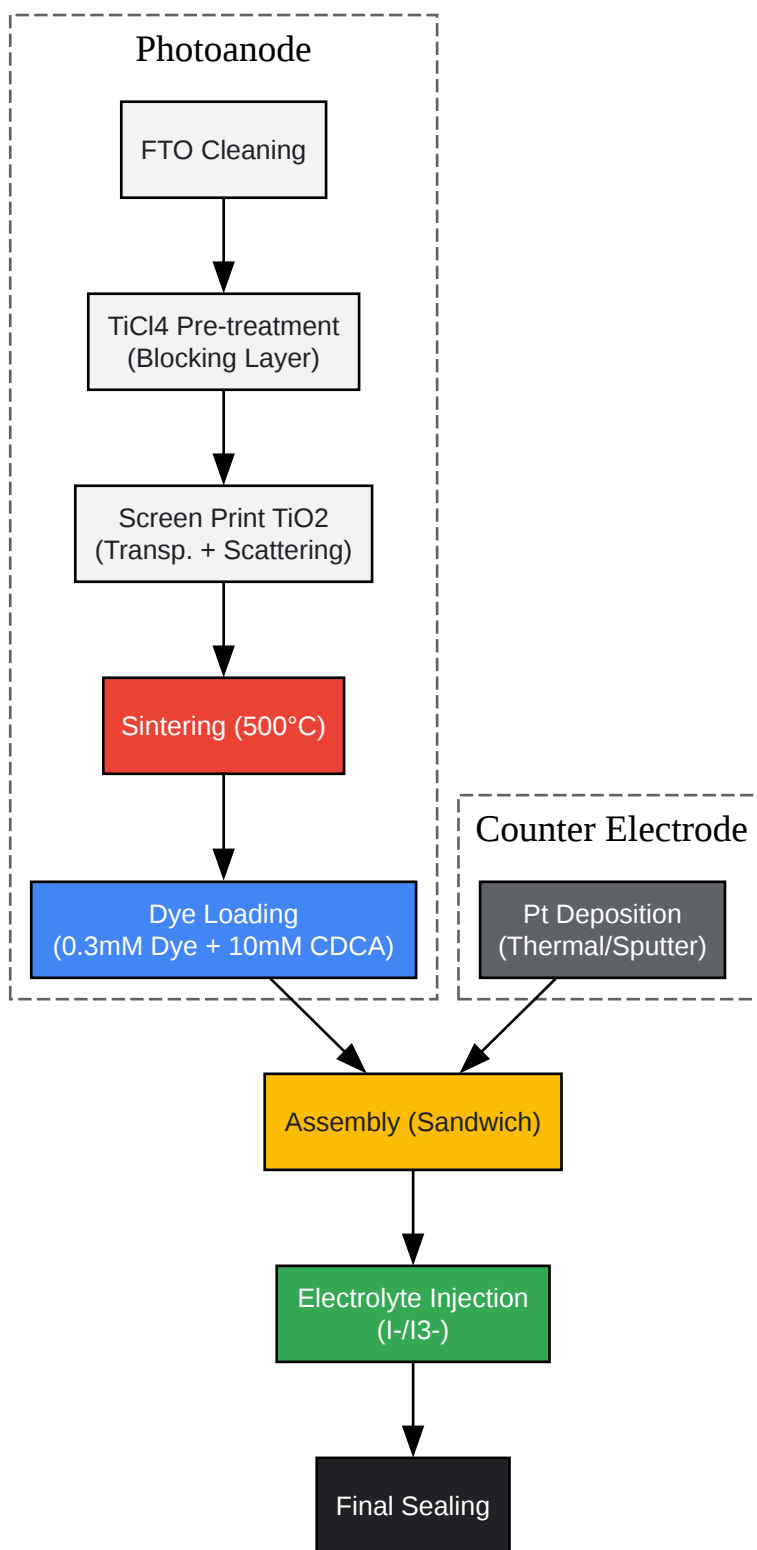 Photoanode
FTO Cleaning
TiCl4 Pre-treatment
(Blocking Layer)
Screen Print TiO2
(Transp. + Scattering)
Sintering (500°C)
Counter Electrode
Dye Loading
(0.3mM Dye + 10mM CDCA)
Pt Deposition
(Thermal/Sputter)
Assembly (Sandwich)
Electrolyte Injection
(I-/I3-)
Final Sealing